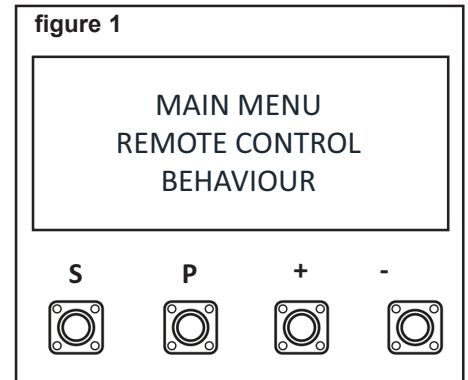 figure 1
MAIN MENU
REMOTE CONTROL
BEHAVIOUR
S P + -